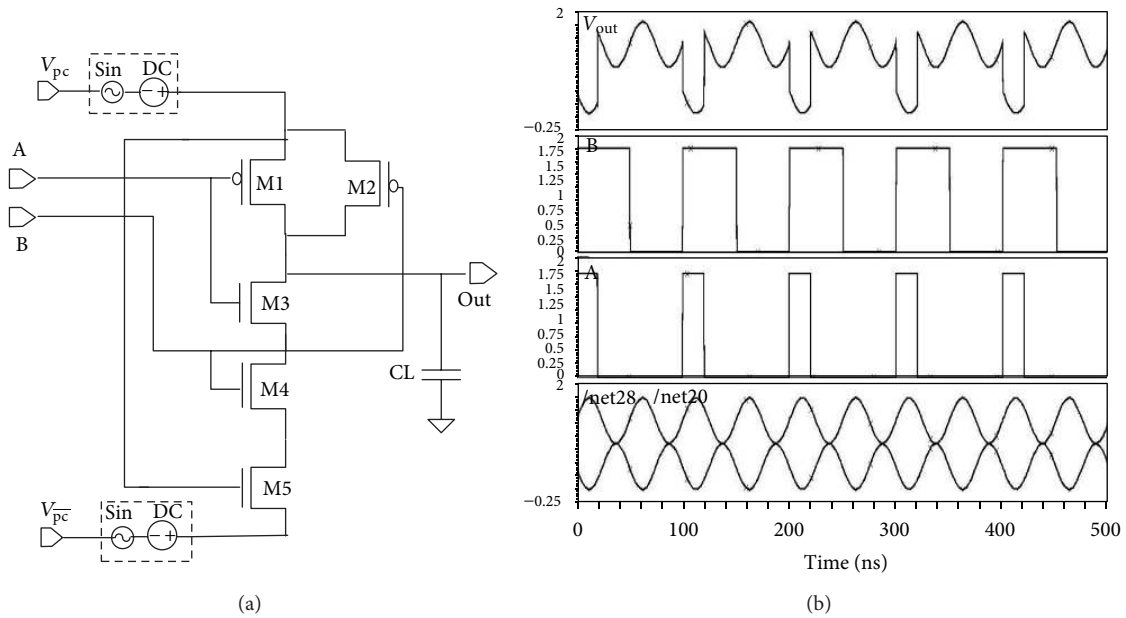 V_pc
Sin DC
A
B
M1
M2
M3
M4
M5
Out
CL
V_p̅c̅
Sin DC
(a)
2
V_out
−0.25
2
1.75
1.5
1.25
1
0.75
0.5
0.25
0
B
2
1.75
1.5
1.25
1
0.75
0.5
0.25
0
A
2
/net28 /net20
−0.25
0 100 200 300 400 500
Time (ns)
(b)